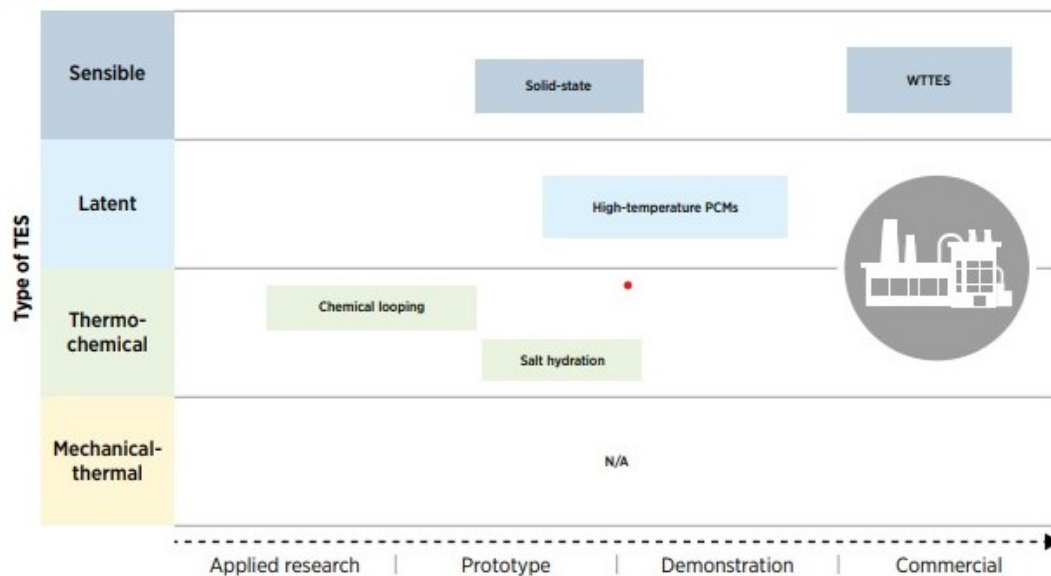 Type of TES
Sensible
Solid-state
WTTES
Latent
High-temperature PCMs
Thermo-
chemical
Chemical looping
Salt hydration
Mechanical-
thermal
N/A
Applied research | Prototype | Demonstration | Commercial